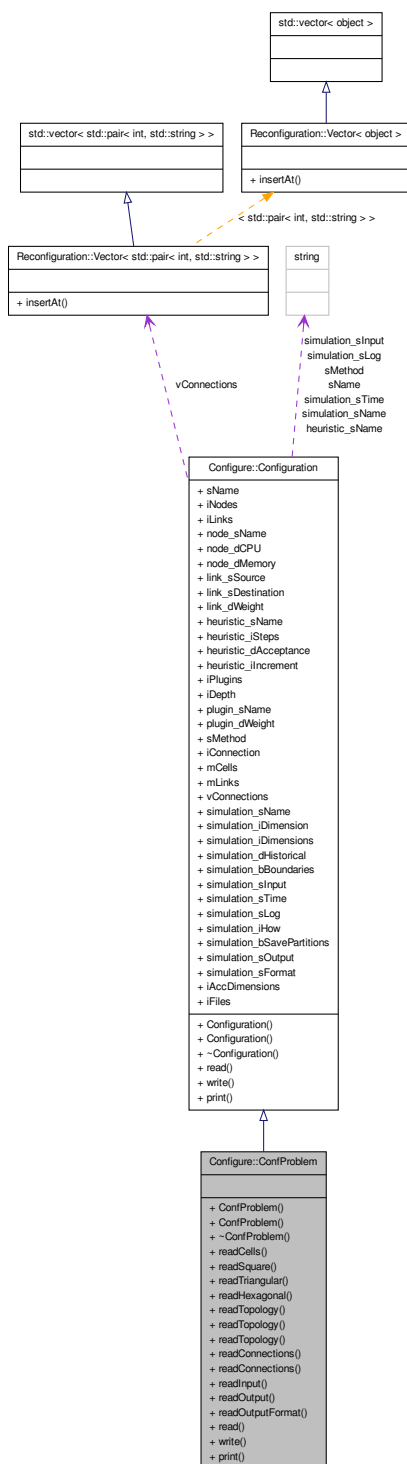 std::vector< object >
std::vector< std::pair< int, std::string > >
Reconfiguration::Vector< object >
+ insertAt()
< std::pair< int, std::string > >
Reconfiguration::Vector< std::pair< int, std::string > >
+ insertAt()
string
vConnections
simulation_sInput
simulation_sLog
sMethod
sName
simulation_sTime
simulation_sName
heuristic_sName
Configure::Configuration
+ sName
+ iNodes
+ iLinks
+ node_sName
+ node_dCPU
+ node_dMemory
+ link_sSource
+ link_sDestination
+ link_dWeight
+ heuristic_sName
+ heuristic_iSteps
+ heuristic_dAcceptance
+ heuristic_iIncrement
+ iPlugins
+ iDepth
+ plugin_sName
+ plugin_dWeight
+ sMethod
+ iConnection
+ mCells
+ mLinks
+ vConnections
+ simulation_sName
+ simulation_iDimension
+ simulation_iDimensions
+ simulation_dHistorical
+ simulation_bBoundaries
+ simulation_sInput
+ simulation_sTime
+ simulation_sLog
+ simulation_iHow
+ simulation_bSavePartitions
+ simulation_sOutput
+ simulation_sFormat
+ iAccDimensions
+ iFiles
+ Configuration()
+ Configuration()
+ ~Configuration()
+ read()
+ write()
+ print()
Configure::ConfProblem
+ ConfProblem()
+ ConfProblem()
+ ~ConfProblem()
+ readCells()
+ readSquare()
+ readTriangular()
+ readHexagonal()
+ readTopology()
+ readTopology()
+ readTopology()
+ readConnections()
+ readConnections()
+ readInput()
+ readOutput()
+ readOutputFormat()
+ read()
+ write()
+ print()